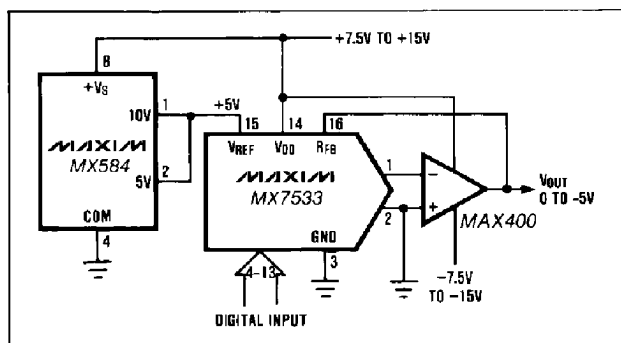 +7.5V TO +15V
8
+VS
10V
1
+5V
15
14
16
MAXIM
MX584
5V
2
COM
4
VREF
VDD
RFB
MAXIM
MX7533
GND
3
4-13
1
2
−
+
MAX400
VOUT
0 TO -5V
-7.5V
TO -15V
DIGITAL INPUT